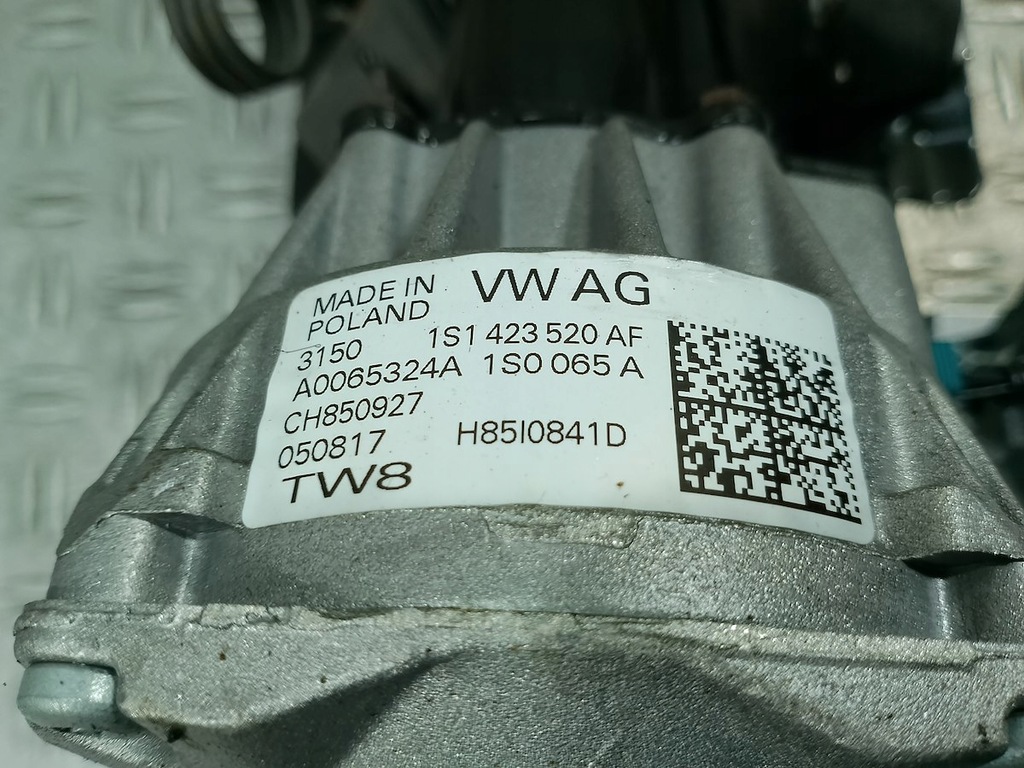 MADE IN VW AG
POLAND
3150 1S1 423 520 AF
A0065324A 1S0 065 A
CH850927
050817 H85I0841D
TW8